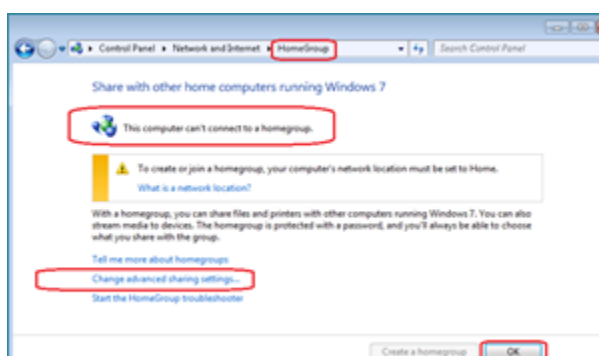 Control Panel ▸ Network and Internet ▸ HomeGroup Search Control Panel
Share with other home computers running Windows 7
This computer can't connect to a homegroup.
To create or join a homegroup, your computer's network location must be set to Home.
What is a network location?
With a homegroup, you can share files and printers with other computers running Windows 7. You can also
stream media to devices. The homegroup is protected with a password, and you'll always be able to choose
what you share with the group.
Tell me more about homegroups
Change advanced sharing settings...
Start the HomeGroup troubleshooter
Create a homegroup OK